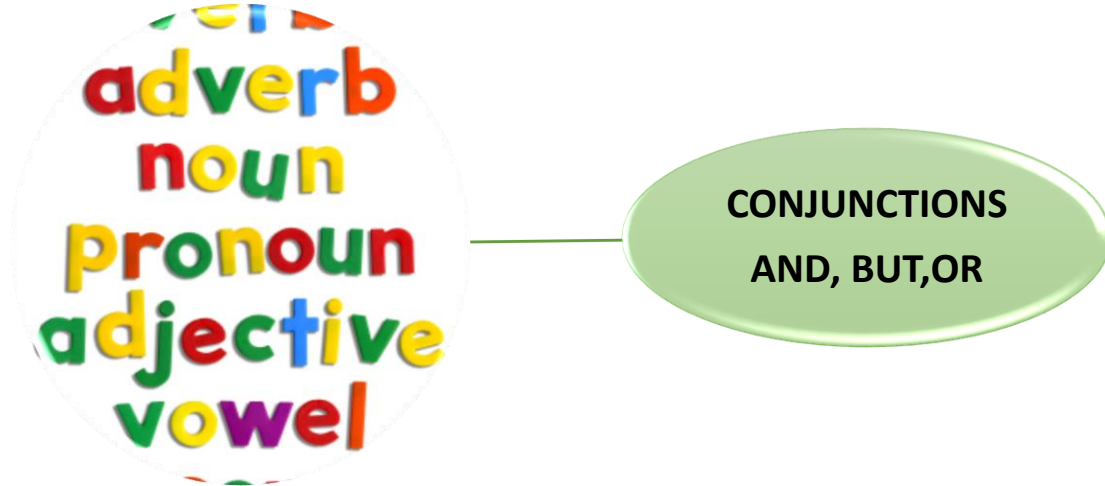 adverb
noun
pronoun
adjective
vowel
CONJUNCTIONS
AND, BUT,OR